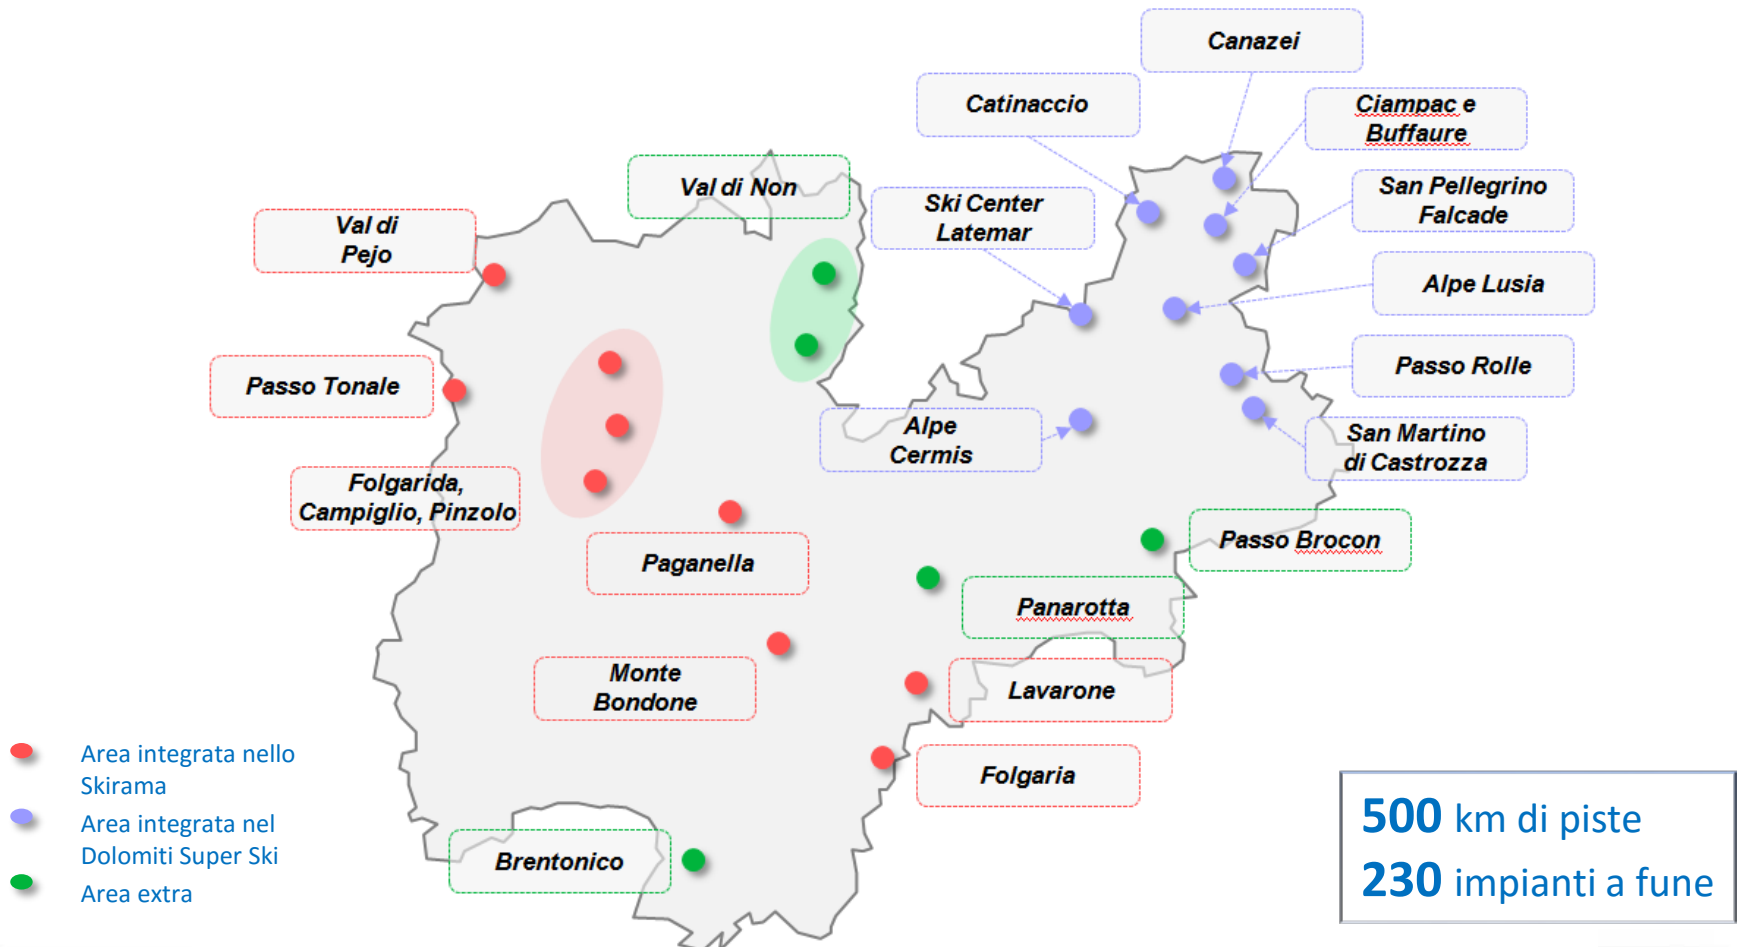 Canazei
Catinaccio
Ciampac e
Buffaure
Val di Non
San Pellegrino
Falcade
Ski Center
Latemar
Val di
Pejo
Alpe Lusia
Passo Tonale
Passo Rolle
Alpe
Cermis
San Martino
di Castrozza
Folgarida,
Campiglio, Pinzolo
Passo Brocon
Paganella
Panarotta
Monte
Bondone
Lavarone
Folgaria
Brentonico
Area integrata nello
Skirama
Area integrata nel
Dolomiti Super Ski
Area extra
500 km di piste
230 impianti a fune